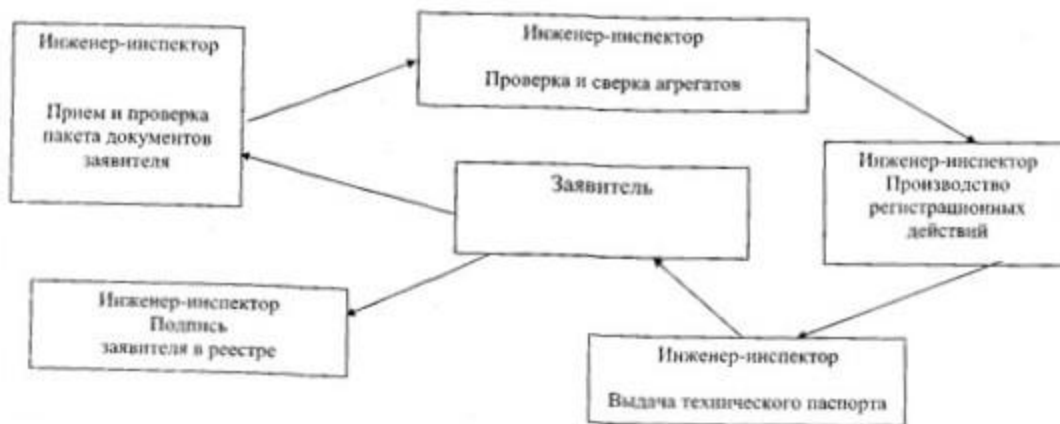 Инженер-инспектор
Прием и проверка
пакета документов
заявителя
Инженер-инспектор
Проверка и сверка агрегатов
Инженер-инспектор
Производство
регистрационных
действий
Заявитель
Инженер-инспектор
Подпись
заявителя в реестре
Инженер-инспектор
Выдача технического паспорта